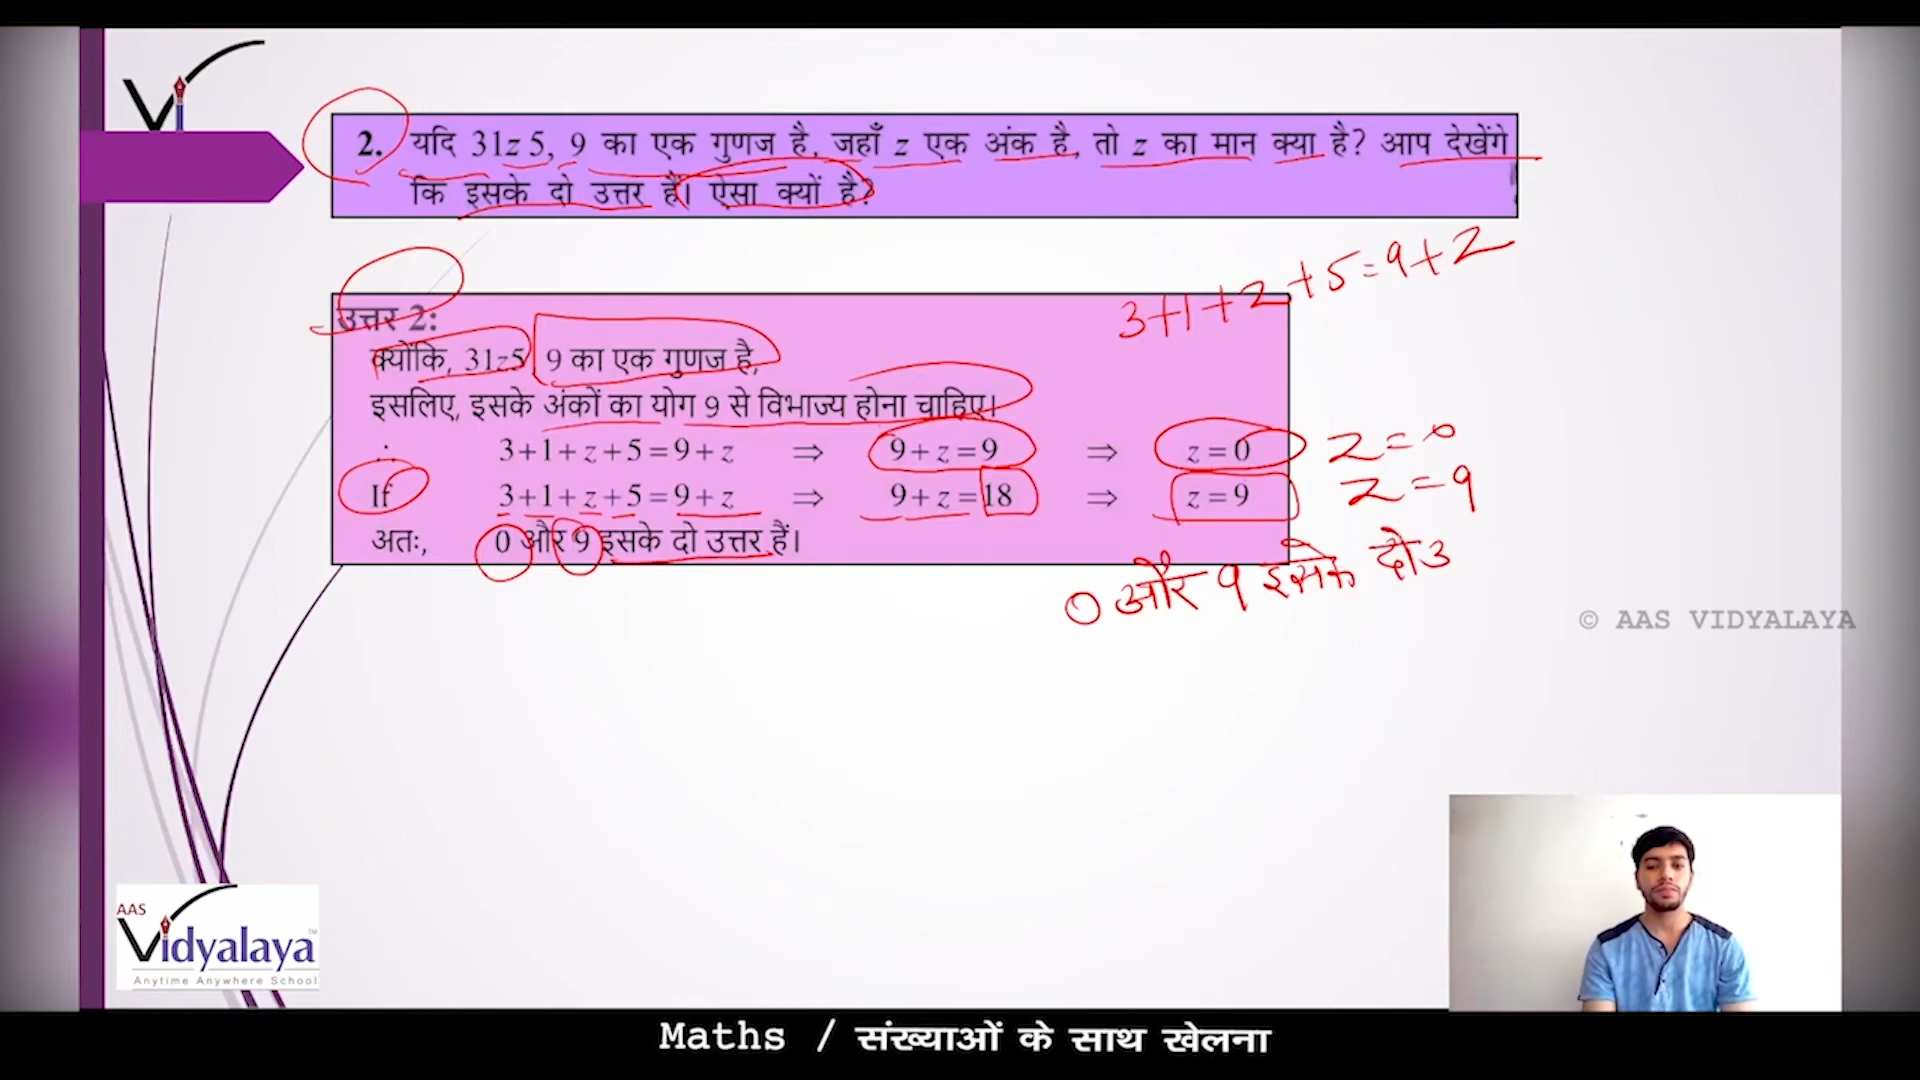 2. यदि 31z5, 9 का एक गुणज है, जहाँ z एक अंक है, तो z का मान क्या है? आप देखेंगे
कि इसके दो उत्तर हैं। ऐसा क्यों है?
3+1+z+5=9+z
उत्तर 2:
क्योंकि, 31z5, 9 का एक गुणज है,
इसलिए, इसके अंकों का योग 9 से विभाज्य होना चाहिए।
∴ 3+1+z+5=9+z ⇒ 9+z=9 ⇒ z=0
z=0
If 3+1+z+5=9+z ⇒ 9+z=18 ⇒ z=9
z=9
अतः, 0 और 9 इसके दो उत्तर हैं।
0 और 9 इसके दो उ
© AAS VIDYALAYA
AAS
Vidyalaya™
Anytime Anywhere School
Maths / संख्याओं के साथ खेलना